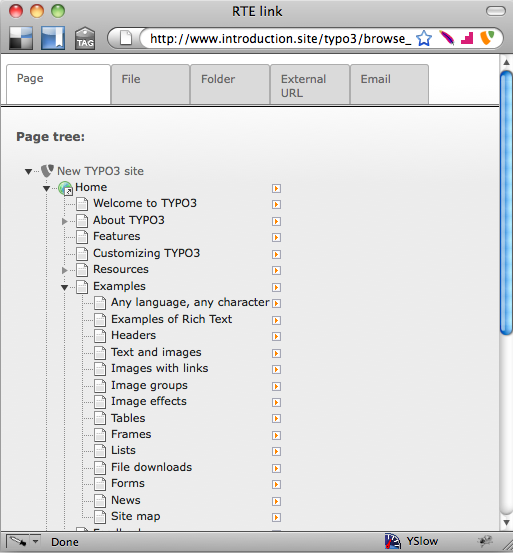 RTE link
TAG
http://www.introduction.site/typo3/browse_
Page
File
Folder
External
URL
Email
Page tree:
New TYPO3 site
Home
Welcome to TYPO3
About TYPO3
Features
Customizing TYPO3
Resources
Examples
Any language, any character
Examples of Rich Text
Headers
Text and images
Images with links
Image groups
Image effects
Tables
Frames
Lists
File downloads
Forms
News
Site map
Done
YSlow